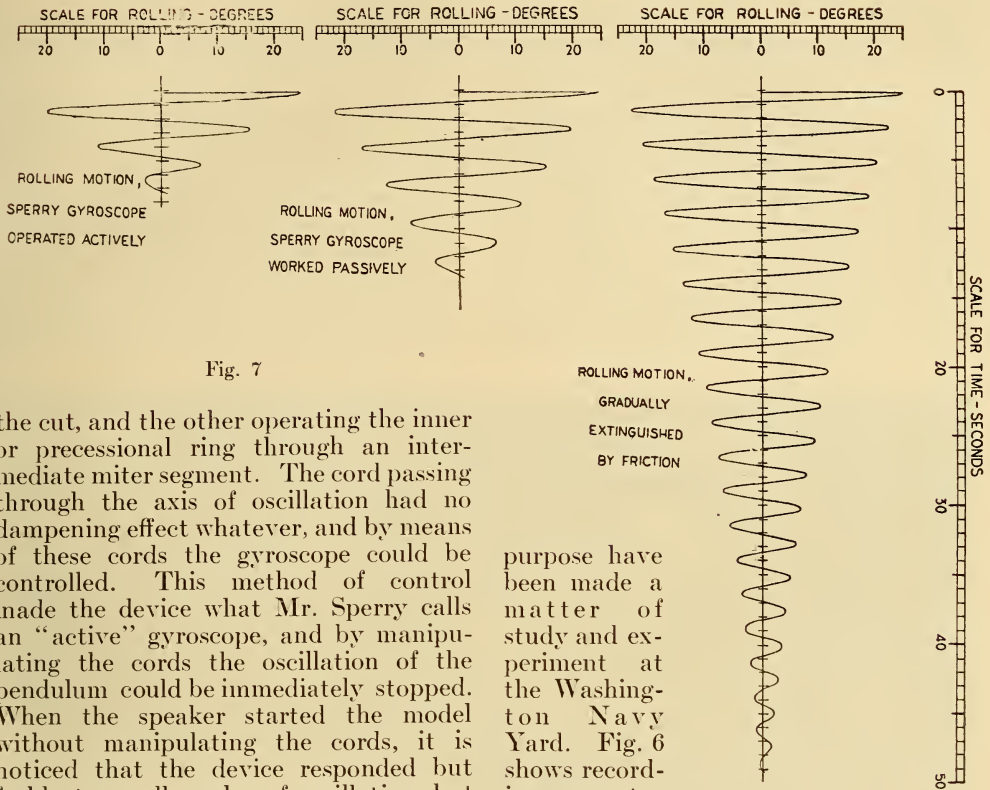 SCALE FOR ROLLING - DEGREES
20 10 0 10 20
SCALE FOR ROLLING - DEGREES
20 10 0 10 20
SCALE FOR ROLLING - DEGREES
20 10 0 10 20
ROLLING MOTION,
SPERRY GYROSCOPE
OPERATED ACTIVELY
ROLLING MOTION,
SPERRY GYROSCOPE
WORKED PASSIVELY
ROLLING MOTION,
GRADUALLY
EXTINGUISHED
BY FRICTION
0
20
30
40
50
SCALE FOR TIME - SECONDS
Fig. 7
the cut, and the other operating the inner
or precessional ring through an inter-
mediate miter segment. The cord passing
through the axis of oscillation had no
dampening effect whatever, and by means
of these cords the gyroscope could be
controlled. This method of control
made the device what Mr. Sperry calls
an "active" gyroscope, and by manipu-
lating the cords the oscillation of the
pendulum could be immediately stopped.
When the speaker started the model
without manipulating the cords, it is
noticed that the device responded but
purpose have
been made a
matter of
study and ex-
periment at
the Washing-
ton Navy
Yard. Fig. 6
shows record-